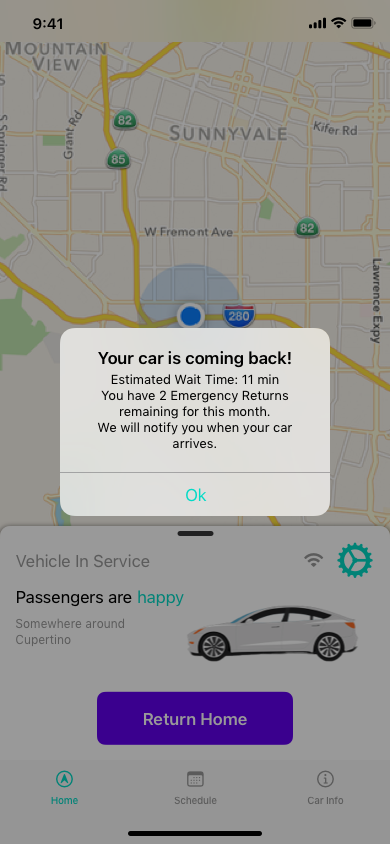 9:41
MOUNTAIN
VIEW
82
SUNNYVALE
Kifer Rd
Grant Rd
85
S Springer Rd
W Fremont Ave
82
280
Lawrence Expy
Your car is coming back!
Estimated Wait Time: 11 min
You have 2 Emergency Returns
remaining for this month.
We will notify you when your car
arrives.
Ok
Vehicle In Service
Passengers are happy
Somewhere around
Cupertino
Return Home
Home
Schedule
Car Info